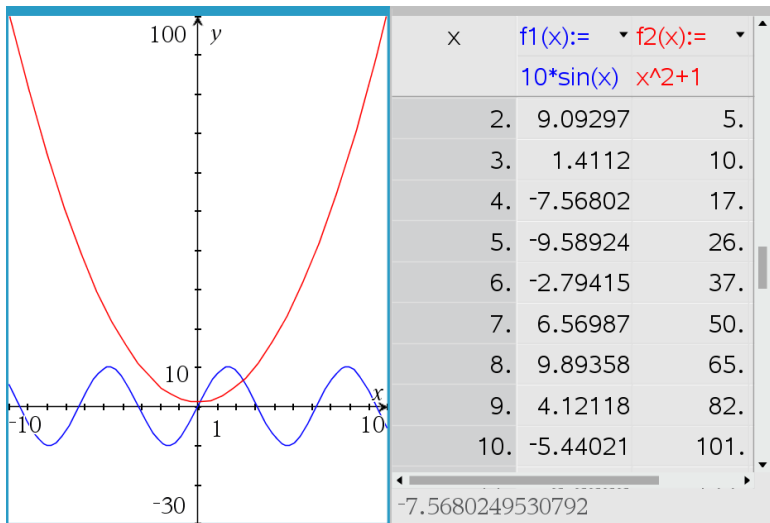 100 y
10
x
-10 1 10
-30
x f1(x):= f2(x):=
10*sin(x) x^2+1
2. 9.09297 5.
3. 1.4112 10.
4. -7.56802 17.
5. -9.58924 26.
6. -2.79415 37.
7. 6.56987 50.
8. 9.89358 65.
9. 4.12118 82.
10. -5.44021 101.
-7.5680249530792